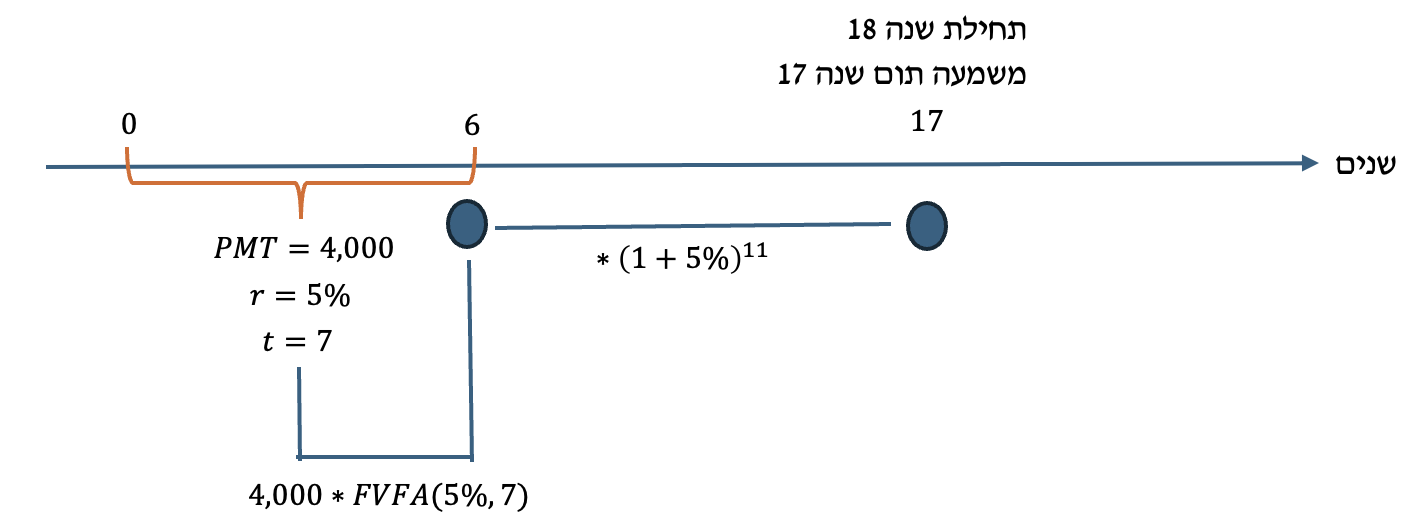 תחילת שנה 18
משמעה תום שנה 17
0
6
17
שנים
PMT = 4,000
r = 5%
t = 7
∗ (1 + 5%)^11
4,000 ∗ FVFA(5%, 7)